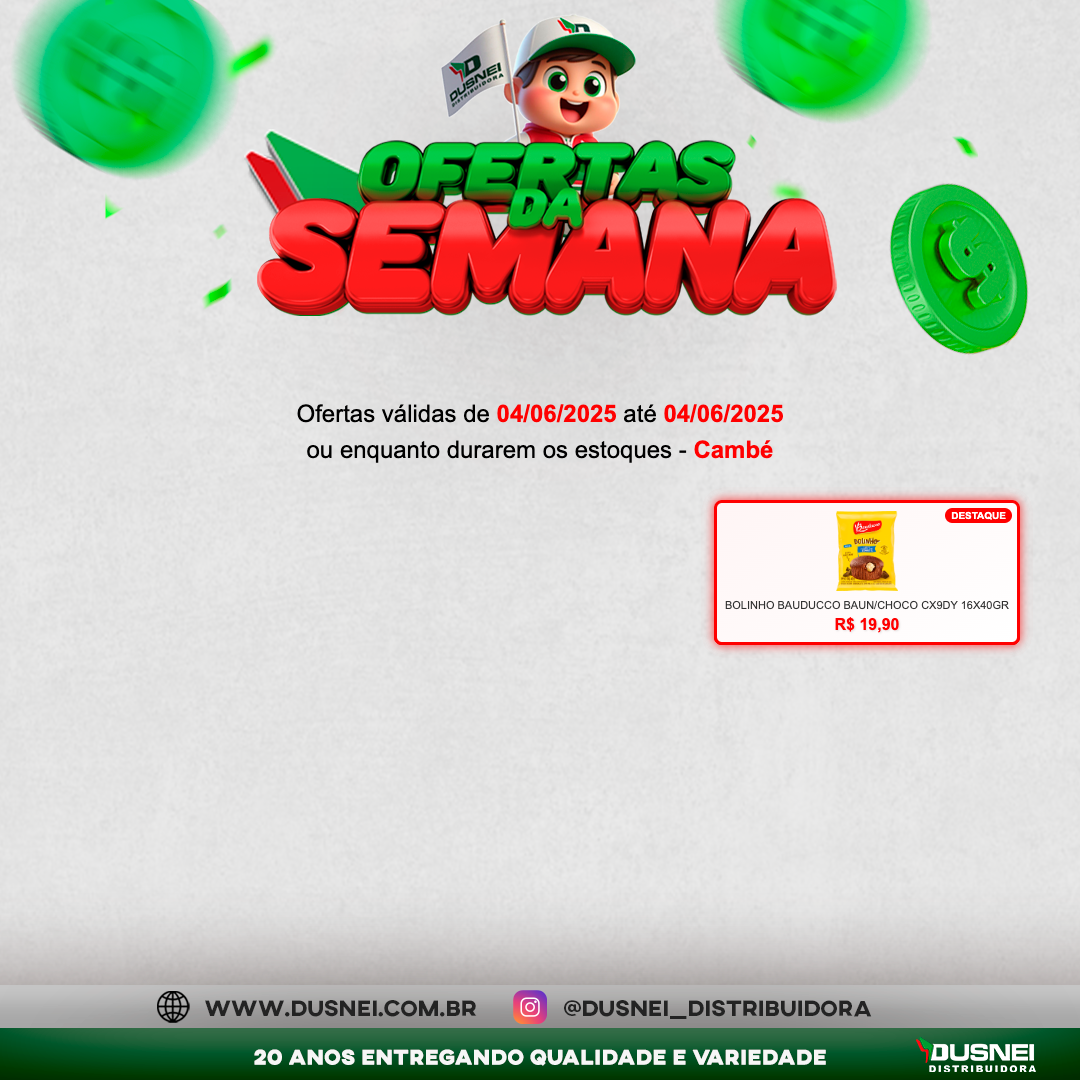 DUSNEI
DISTRIBUIDORA
OFERTAS
DA
SEMANA
Ofertas válidas de 04/06/2025 até 04/06/2025
ou enquanto durarem os estoques - Cambé
DESTAQUE
Bauducco
BOLINHO
BOLINHO BAUDUCCO BAUN/CHOCO CX9DY 16X40GR
R$ 19,90
WWW.DUSNEI.COM.BR @DUSNEI_DISTRIBUIDORA
20 ANOS ENTREGANDO QUALIDADE E VARIEDADE
DUSNEI
DISTRIBUIDORA